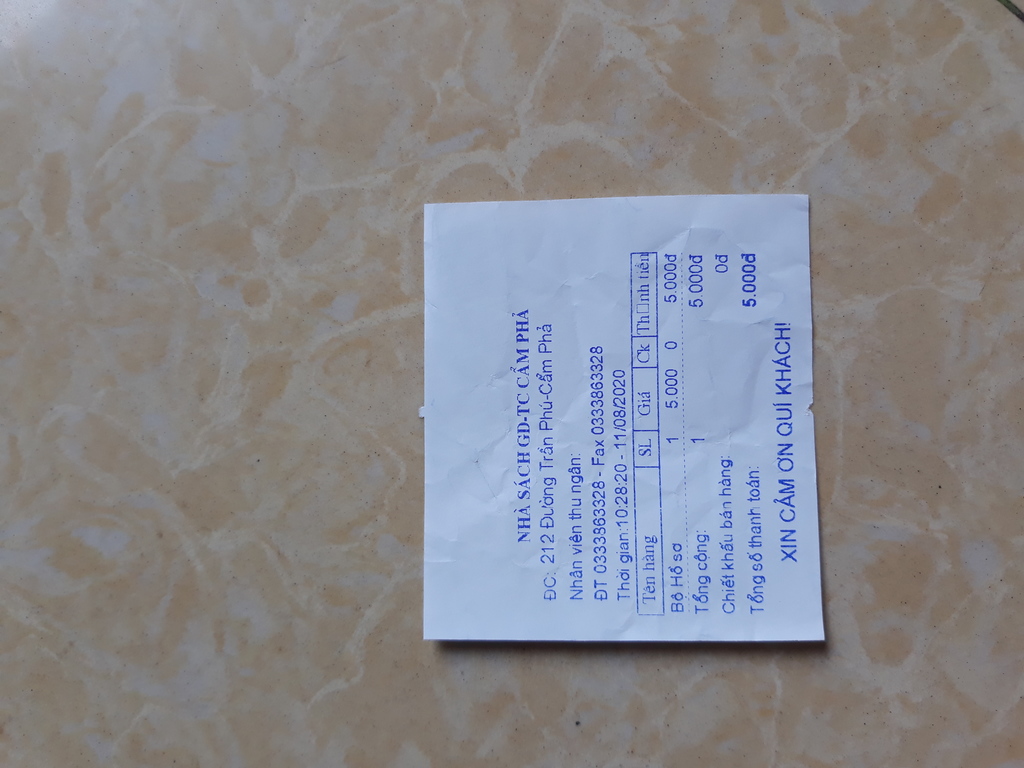 NHÀ SÁCH GD-TC CẨM PHẢ
ĐC: 212 Đường Trần Phú-Cẩm Phả
Nhân viên thu ngân:
ĐT 0333863328 - Fax 0333863328
Thời gian:10:28:20 - 11/08/2020
Tên hàng SL Giá Ck Th□nh tiền
Bộ Hồ sơ 1 5.000 0 5.000đ
Tổng cộng: 1 5.000đ
Chiết khấu bán hàng: 0đ
Tổng số thanh toán: 5.000đ
XIN CẢM ƠN QUÍ KHÁCH!